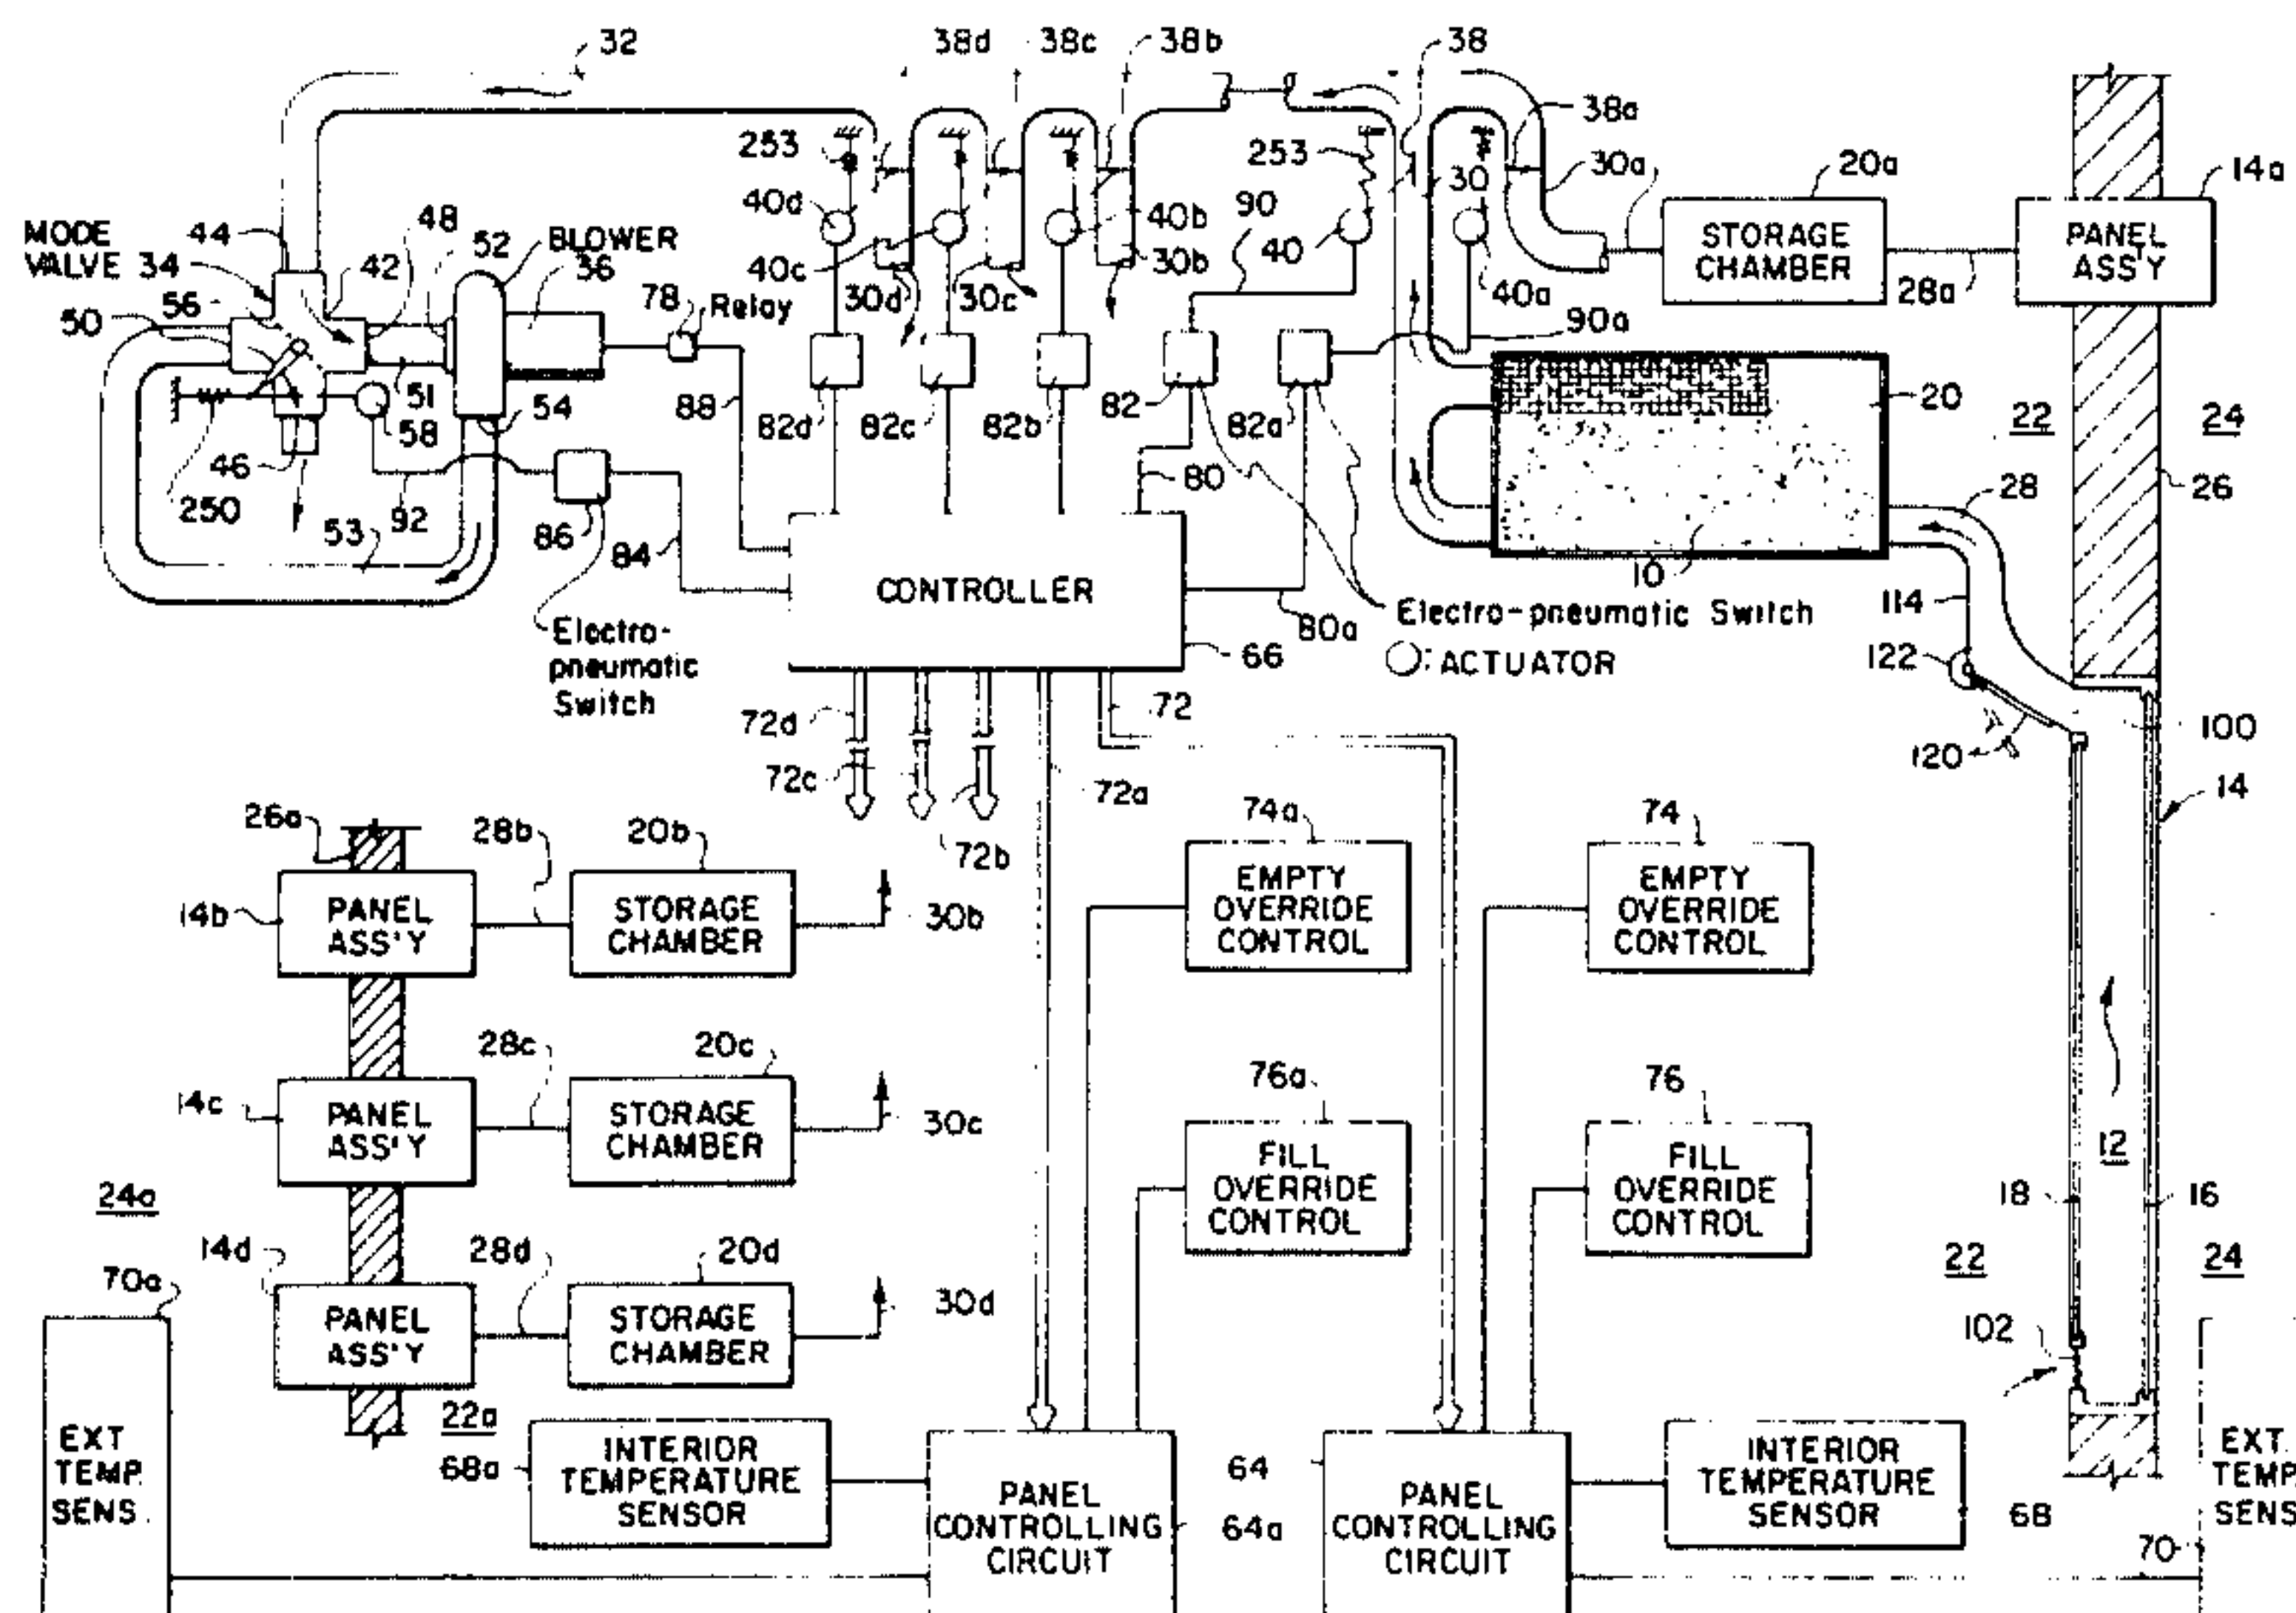 32
38d
38c
38b
38
38a
253
253
30
30a
20a
14a
40d
40c
40b
90
40
40a
MODE
VALVE 34
44
48
42
52
BLOWER
36
78
Relay
30d
30c
30b
STORAGE
CHAMBER
28a
PANEL
ASS'Y
56
50
90a
51
54
88
82d
82c
82b
82
82a
20
22
24
58
46
250
92
53
86
84
80
28
26
10
CONTROLLER
80a
Electro-pneumatic Switch
66
○: ACTUATOR
Electro-
pneumatic
Switch
114
122
120
100
14
72d
72c
72b
72a
72
26a
28b
20b
74a
74
14b
PANEL
ASS'Y
STORAGE
CHAMBER
30b
EMPTY
OVERRIDE
CONTROL
EMPTY
OVERRIDE
CONTROL
28c
20c
76a
76
14c
PANEL
ASS'Y
STORAGE
CHAMBER
30c
FILL
OVERRIDE
CONTROL
FILL
OVERRIDE
CONTROL
12
18
16
24a
14d
28d
20d
70a
PANEL
ASS'Y
STORAGE
CHAMBER
30d
22
24
102
22a
68a
EXT
TEMP.
SENS.
INTERIOR
TEMPERATURE
SENSOR
PANEL
CONTROLLING
CIRCUIT
64
64a
PANEL
CONTROLLING
CIRCUIT
INTERIOR
TEMPERATURE
SENSOR
68
70
EXT.
TEMP
SENS